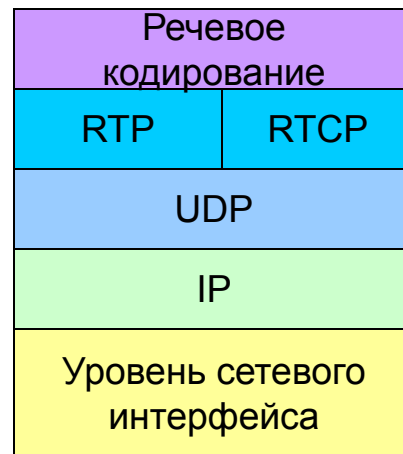 Речевое
кодирование
RTP RTCP
UDP
IP
Уровень сетевого
интерфейса